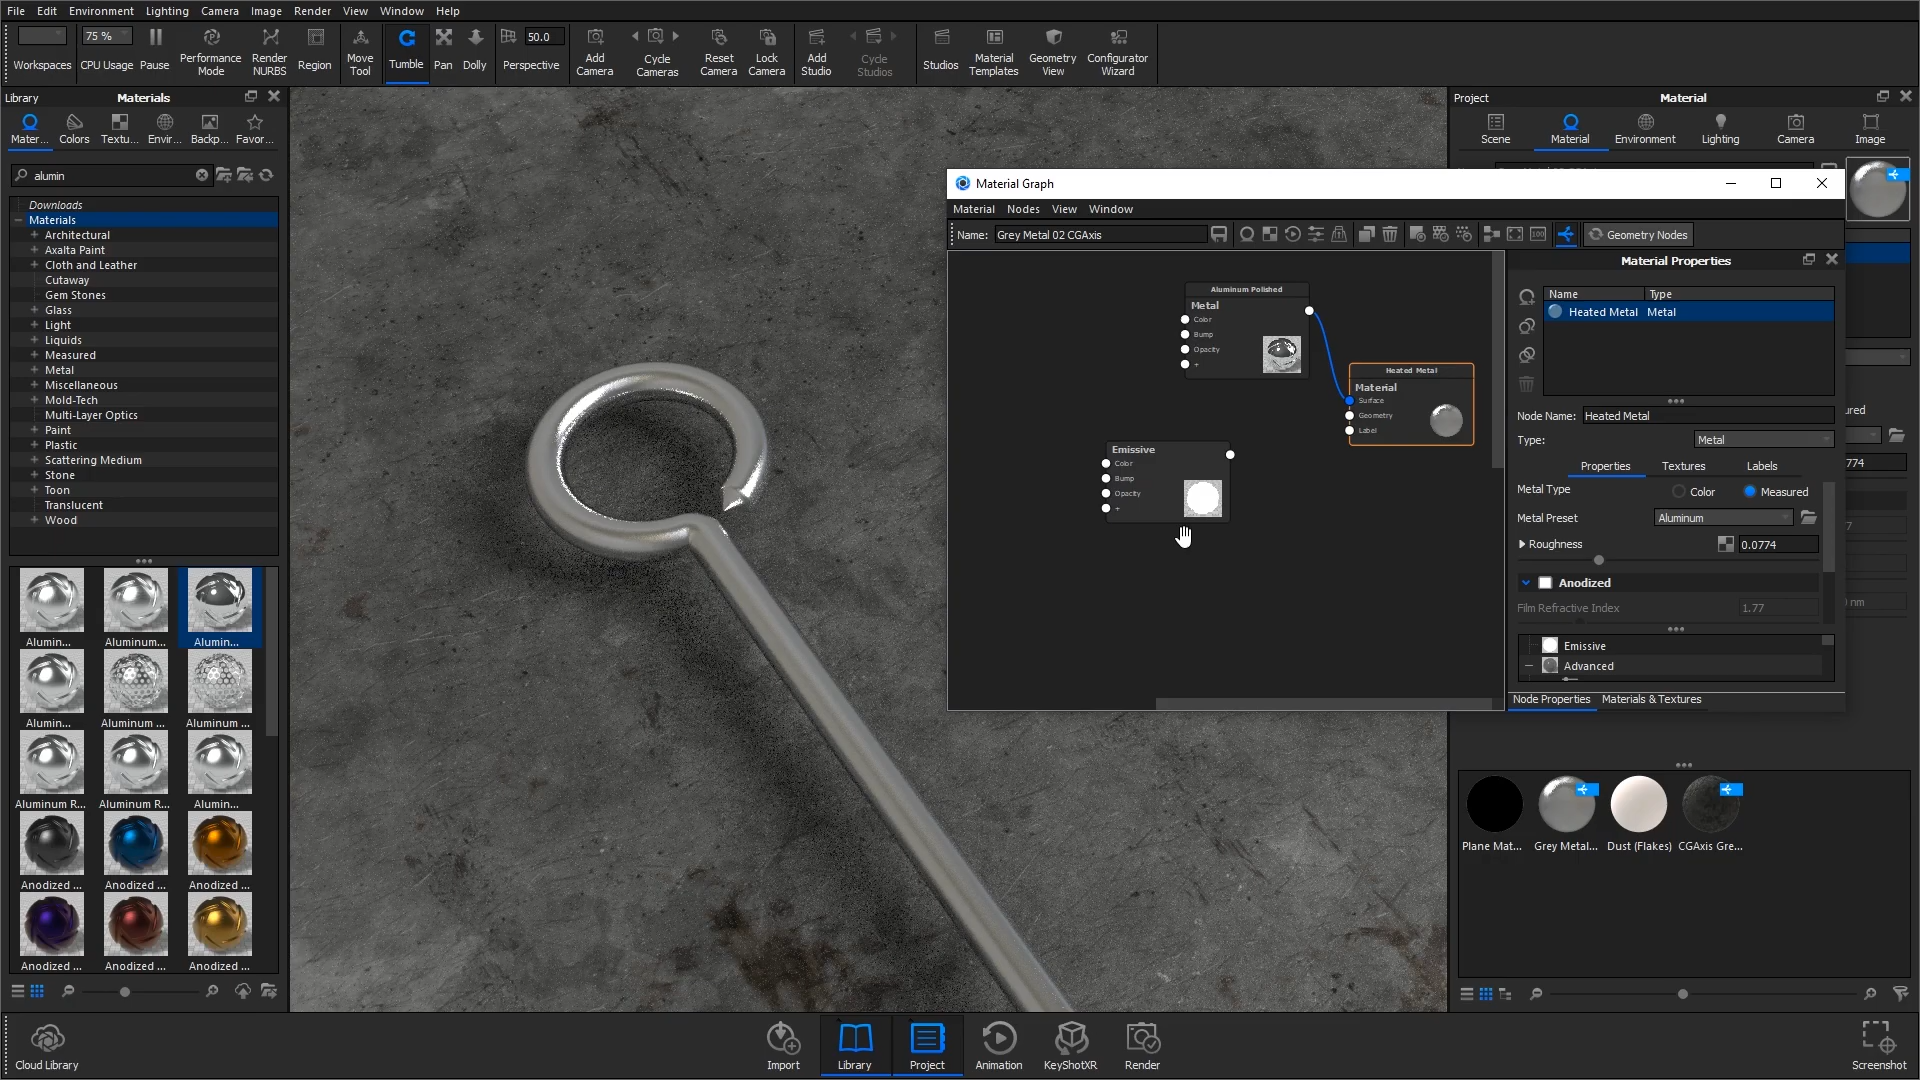 File Edit Environment Lighting Camera Image Render View Window Help
75 %
50.0
Workspaces CPU Usage Pause Performance Mode Render NURBS Region Move Tool Tumble Pan Dolly Perspective Add Camera Cycle Cameras Reset Camera Lock Camera Add Studio Cycle Studios Studios Material Templates Geometry View Configurator Wizard
Library Materials
Mater... Colors Textu... Envir... Backp... Favor...
alumin
Downloads
Materials
Architectural
Axalta Paint
Cloth and Leather
Cutaway
Gem Stones
Glass
Light
Liquids
Measured
Metal
Miscellaneous
Mold-Tech
Multi-Layer Optics
Paint
Plastic
Scattering Medium
Stone
Toon
Translucent
Wood
Alumin... Aluminum... Alumin...
Alumin... Aluminum ... Aluminum ...
Aluminum R... Aluminum R... Alumin...
Anodized ... Anodized ... Anodized ...
Anodized ... Anodized ... Anodized ...
Material Graph
Material Nodes View Window
Name: Grey Metal 02 CGAxis
100
Geometry Nodes
Aluminum Polished
Metal
Color
Bump
Opacity
+
Heated Metal
Material
Surface
Geometry
Label
Emissive
Color
Bump
Opacity
+
Material Properties
Name Type
Heated Metal Metal
Node Name: Heated Metal
Type: Metal
Properties Textures Labels
Metal Type Color Measured
Metal Preset Aluminum
Roughness 0.0774
Anodized
Film Refractive Index 1.77
Emissive
Advanced
Node Properties Materials & Textures
Project Material
Scene Material Environment Lighting Camera Image
ured
774
7
nm
Plane Mat... Grey Metal... Dust (Flakes) CGAxis Gre...
Cloud Library Import Library Project Animation KeyShotXR Render Screenshot